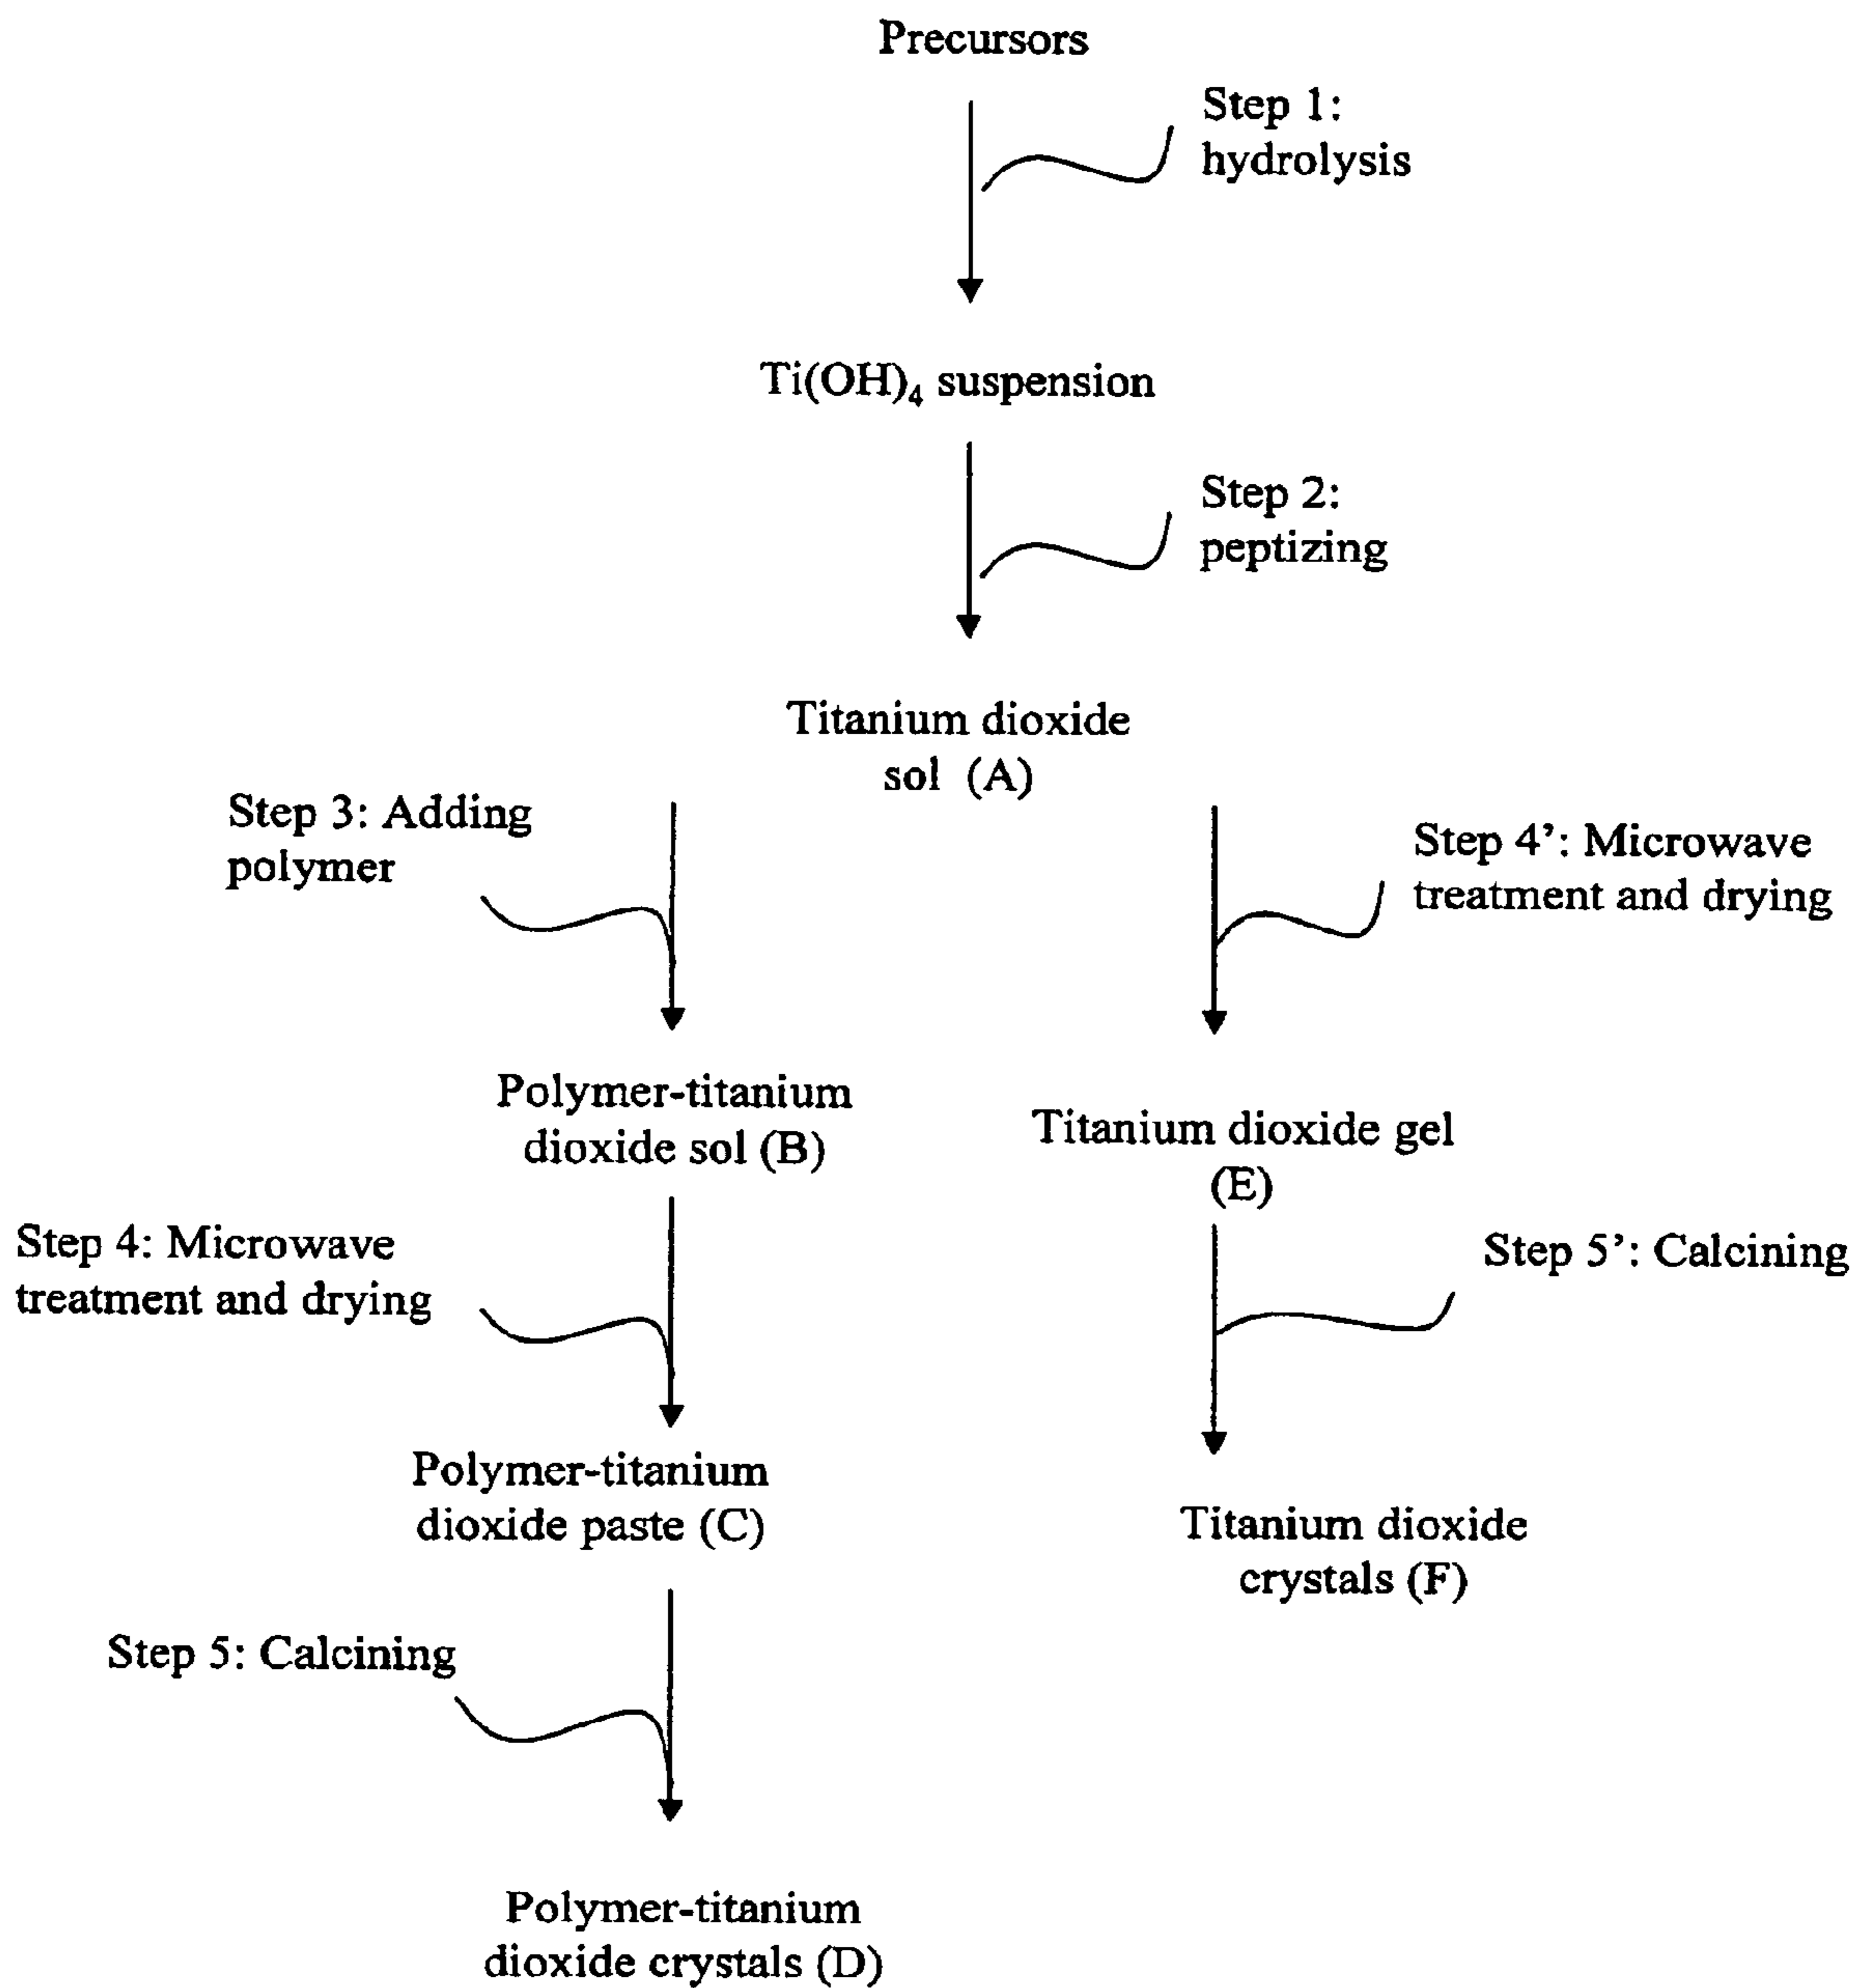 Precursors
Step 1:
hydrolysis
Ti(OH)₄ suspension
Step 2:
peptizing
Titanium dioxide
sol (A)
Step 3: Adding
polymer
Step 4’: Microwave
treatment and drying
Polymer-titanium
dioxide sol (B)
Titanium dioxide gel
(E)
Step 4: Microwave
treatment and drying
Step 5’: Calcining
Polymer-titanium
dioxide paste (C)
Titanium dioxide
crystals (F)
Step 5: Calcining
Polymer-titanium
dioxide crystals (D)